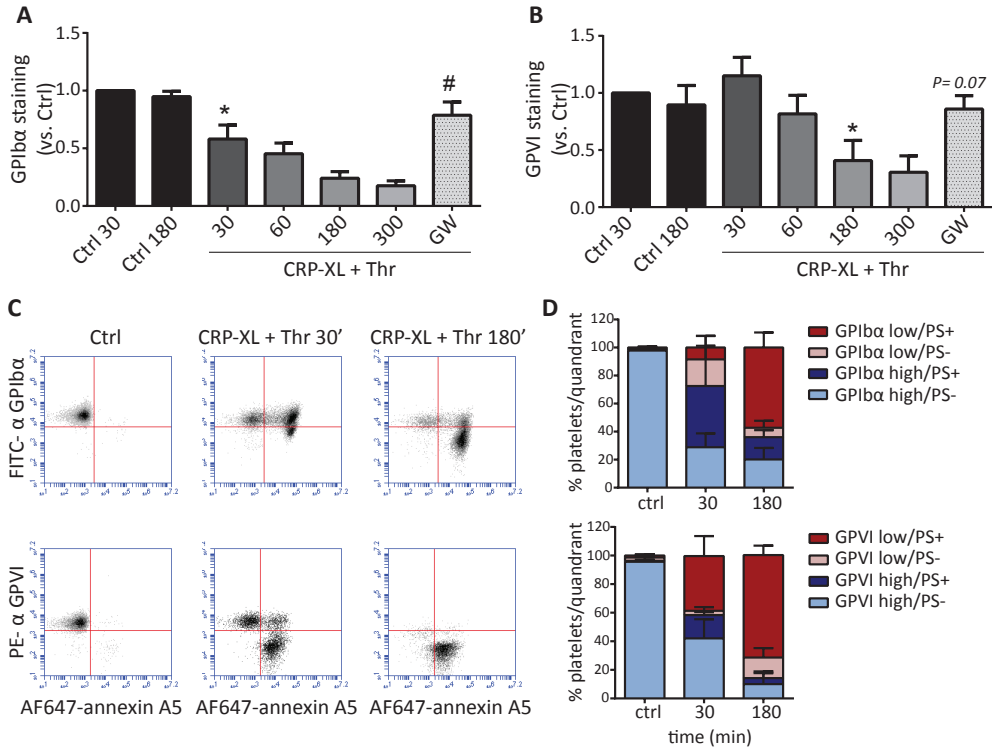 A
GPIbα staining
(vs. Ctrl)
1.5
1.0
0.5
0.0
*
#
Ctrl 30
Ctrl 180
30
60
180
300
GW
CRP-XL + Thr
B
GPVI staining
(vs. Ctrl)
1.5
1.0
0.5
0.0
*
P= 0.07
Ctrl 30
Ctrl 180
30
60
180
300
GW
CRP-XL + Thr
C
Ctrl
CRP-XL + Thr 30’
CRP-XL + Thr 180’
FITC- α GPIbα
PE- α GPVI
AF647-annexin A5
AF647-annexin A5
AF647-annexin A5
D
% platelets/quandrant
120
100
80
60
40
20
0
ctrl
30
180
GPIbα low/PS+
GPIbα low/PS-
GPIbα high/PS+
GPIbα high/PS-
% platelets/quandrant
120
100
80
60
40
20
0
ctrl
30
180
time (min)
GPVI low/PS+
GPVI low/PS-
GPVI high/PS+
GPVI high/PS-